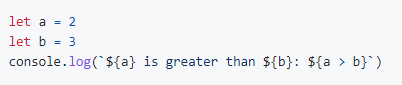 let a = 2
let b = 3
console.log(`${a} is greater than ${b}: ${a > b}`)